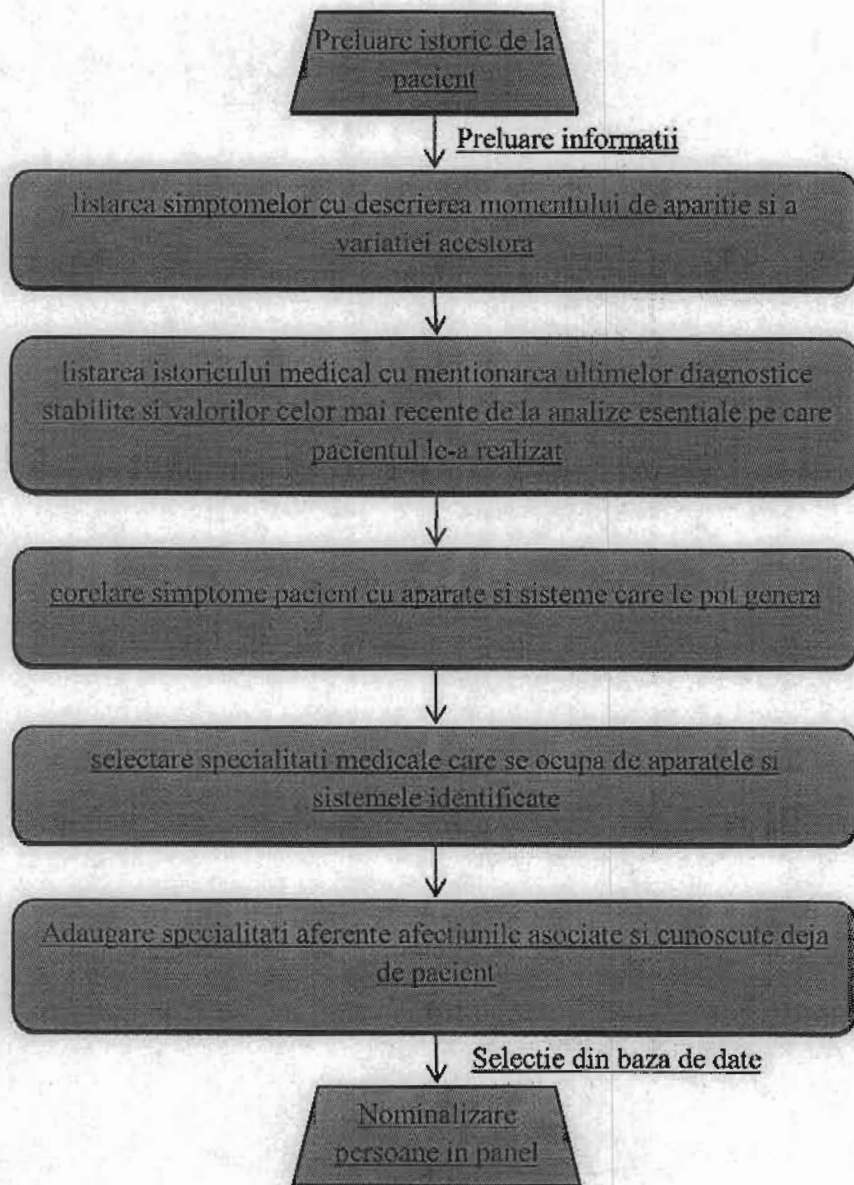 Preluare istoric de la
pacient
Preluare informatii
listarea simptomelor cu descrierea momentului de aparitie si a
variatiei acestora
listarea istoricului medical cu mentionarea ultimelor diagnostice
stabilite si valorilor celor mai recente de la analize esentiale pe care
pacientul le-a realizat
corelare simptome pacient cu aparate si sisteme care le pot genera
selectare specialitati medicale care se ocupa de aparatele si
sistemele identificate
Adaugare specialitati aferente afectiunile asociate si cunoscute deja
de pacient
Selectie din baza de date
Nominalizare
persoane in panel